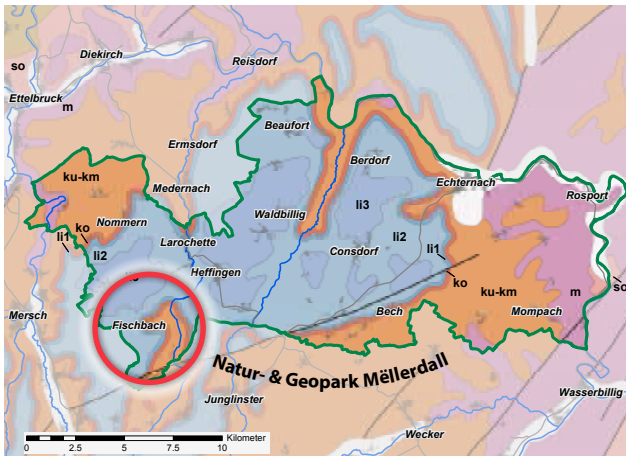 so
Diekirch
Reisdorf
Ettelbruck
m
Beaufort
Ermsdorf
Berdorf
ku-km
Echternach
Medernach
Rosport
li3
Nommern
Waldbillig
ko
li1
li2
Larochette
li2
Consdorf
li1
Heffingen
ko
so
ku-km
m
Mersch
Fischbach
Bech
Mompach
Natur- & Geopark Mëllerdall
Junglinster
Wasserbillig
Wecker
Kilometer
0 2.5 5 7.5 10